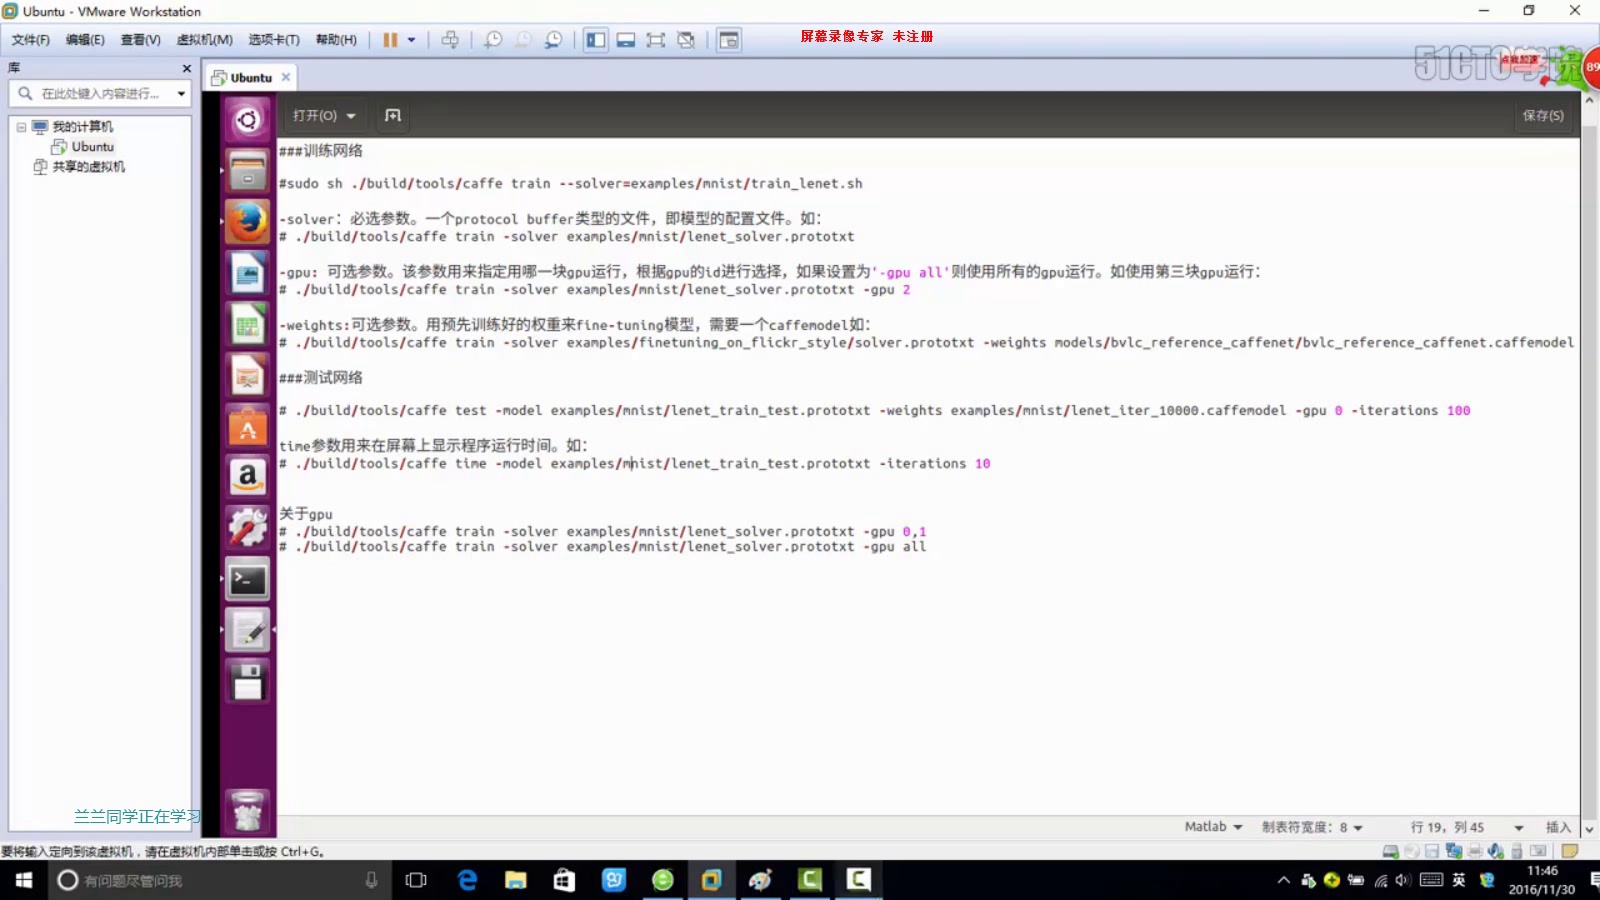 Ubuntu - VMware Workstation
文件(F) 编辑(E) 查看(V) 虚拟机(M) 选项卡(T) 帮助(H)
屏幕录像专家 未注册
51CTO学院
点我加速
89
库
在此处键入内容进行...
我的计算机
Ubuntu
共享的虚拟机
Ubuntu
打开(O)
保存(S)
###训练网络
#sudo sh ./build/tools/caffe train --solver=examples/mnist/train_lenet.sh
-solver: 必选参数。一个protocol buffer类型的文件，即模型的配置文件。如:
# ./build/tools/caffe train -solver examples/mnist/lenet_solver.prototxt
-gpu: 可选参数。该参数用来指定用哪一块gpu运行，根据gpu的id进行选择，如果设置为'-gpu all'则使用所有的gpu运行。如使用第三块gpu运行:
# ./build/tools/caffe train -solver examples/mnist/lenet_solver.prototxt -gpu 2
-weights:可选参数。用预先训练好的权重来fine-tuning模型，需要一个caffemodel如:
# ./build/tools/caffe train -solver examples/finetuning_on_flickr_style/solver.prototxt -weights models/bvlc_reference_caffenet/bvlc_reference_caffenet.caffemodel
###测试网络
# ./build/tools/caffe test -model examples/mnist/lenet_train_test.prototxt -weights examples/mnist/lenet_iter_10000.caffemodel -gpu 0 -iterations 100
time参数用来在屏幕上显示程序运行时间。如:
# ./build/tools/caffe time -model examples/mnist/lenet_train_test.prototxt -iterations 10
关于gpu
# ./build/tools/caffe train -solver examples/mnist/lenet_solver.prototxt -gpu 0,1
# ./build/tools/caffe train -solver examples/mnist/lenet_solver.prototxt -gpu all
兰兰同学正在学习
Matlab 制表符宽度: 8 行 19, 列 45 插入
要将输入定向到该虚拟机，请在虚拟机内部单击或按 Ctrl+G。
有问题尽管问我
英
11:46
2016/11/30